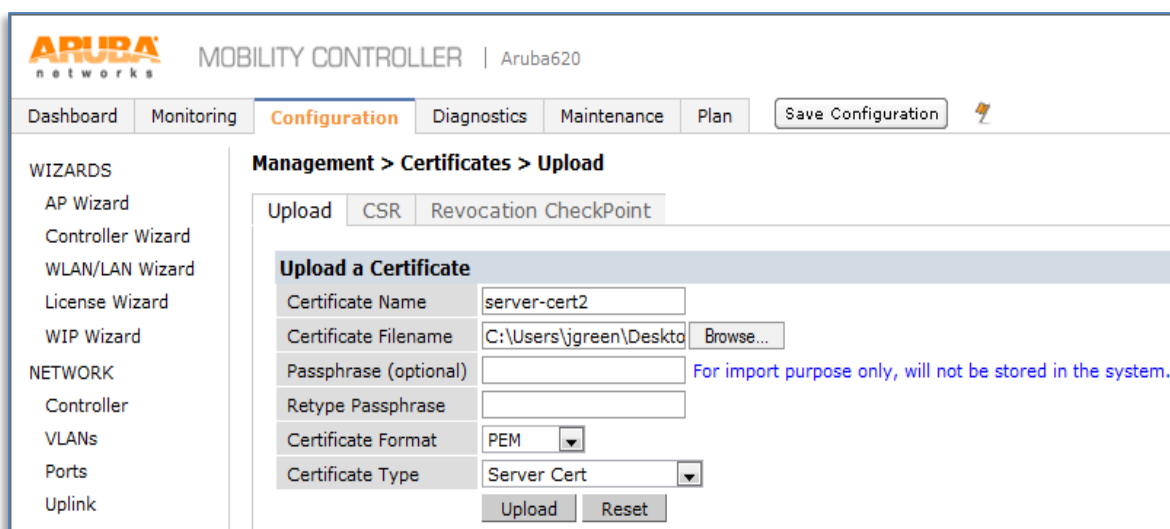 ARUBA
networks
MOBILITY CONTROLLER | Aruba620
Dashboard Monitoring Configuration Diagnostics Maintenance Plan Save Configuration
WIZARDS
AP Wizard
Controller Wizard
WLAN/LAN Wizard
License Wizard
WIP Wizard
NETWORK
Controller
VLANs
Ports
Uplink
Management > Certificates > Upload
Upload CSR Revocation CheckPoint
Upload a Certificate
Certificate Name server-cert2
Certificate Filename C:\Users\jgreen\Deskto Browse...
Passphrase (optional) For import purpose only, will not be stored in the system.
Retype Passphrase
Certificate Format PEM
Certificate Type Server Cert
Upload Reset